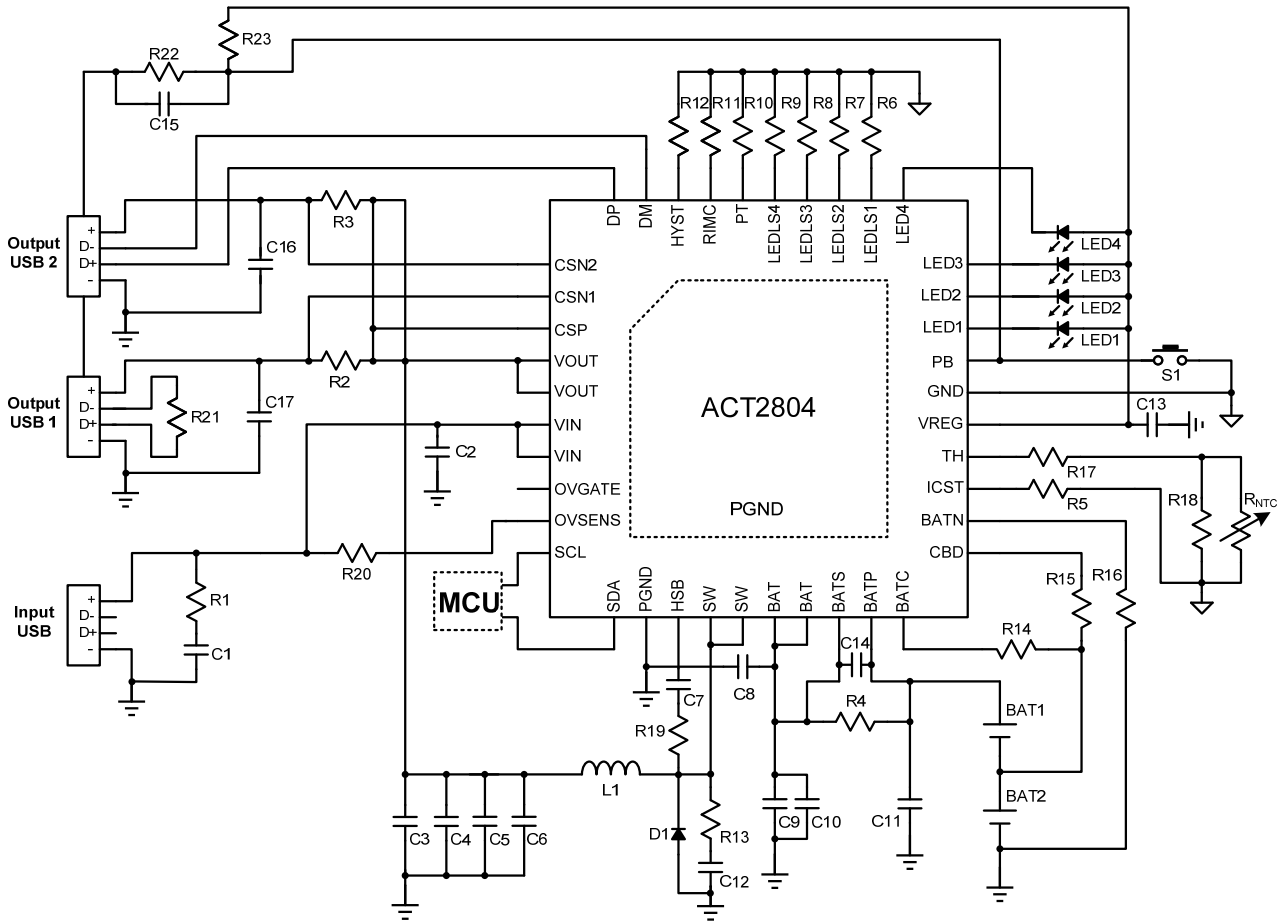 R23
R22
C15
R12
R11
R10
R9
R8
R7
R6
DP
DM
HYST
RIMC
PT
LEDLS4
LEDLS3
LEDLS2
LEDLS1
LED4
Output
USB 2
+
D-
D+
-
R3
C16
CSN2
CSN1
CSP
VOUT
VOUT
VIN
VIN
OVGATE
OVSENS
SCL
LED3
LED2
LED1
PB
GND
VREG
TH
ICST
BATN
CBD
LED4
LED3
LED2
LED1
S1
C13
Output
USB 1
+
D-
D+
-
R21
C17
R2
C2
ACT2804
PGND
R17
R5
R18
RNTC
R20
Input
USB
+
D-
D+
-
R1
C1
MCU
SDA
PGND
HSB
SW
SW
BAT
BAT
BATS
BATP
BATC
R15
R16
R14
C14
C8
C7
R4
R19
BAT1
BAT2
L1
C3
C4
C5
C6
D1
R13
C12
C9
C10
C11